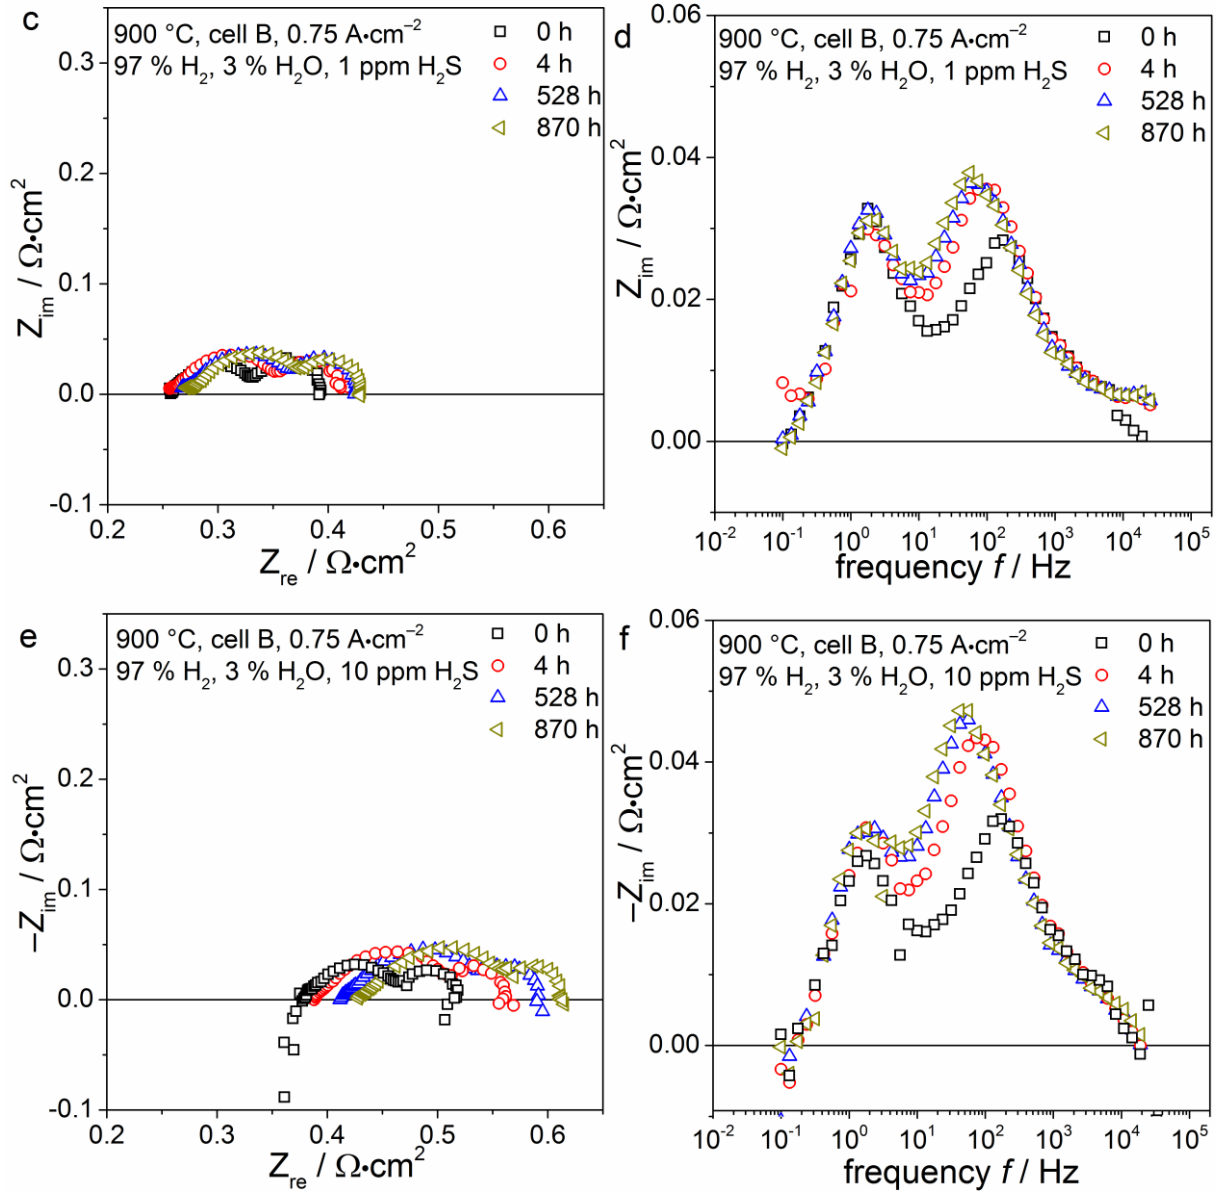 c
900 °C, cell B, 0.75 A•cm⁻²
97 % H₂, 3 % H₂O, 1 ppm H₂S
0 h
4 h
528 h
870 h
0.3
0.2
0.1
0.0
-0.1
Z_im / Ω•cm²
0.2
0.3
0.4
0.5
0.6
Z_re / Ω•cm²
d
900 °C, cell B, 0.75 A•cm⁻²
97 % H₂, 3 % H₂O, 1 ppm H₂S
0 h
4 h
528 h
870 h
0.06
0.04
0.02
0.00
Z_im / Ω•cm²
10⁻²
10⁻¹
10⁰
10¹
10²
10³
10⁴
10⁵
frequency f / Hz
e
900 °C, cell B, 0.75 A•cm⁻²
97 % H₂, 3 % H₂O, 10 ppm H₂S
0 h
4 h
528 h
870 h
0.3
0.2
0.1
0.0
-0.1
−Z_im / Ω•cm²
0.2
0.3
0.4
0.5
0.6
Z_re / Ω•cm²
f
900 °C, cell B, 0.75 A•cm⁻²
97 % H₂, 3 % H₂O, 10 ppm H₂S
0 h
4 h
528 h
870 h
0.06
0.04
0.02
0.00
−Z_im / Ω•cm²
10⁻²
10⁻¹
10⁰
10¹
10²
10³
10⁴
10⁵
frequency f / Hz